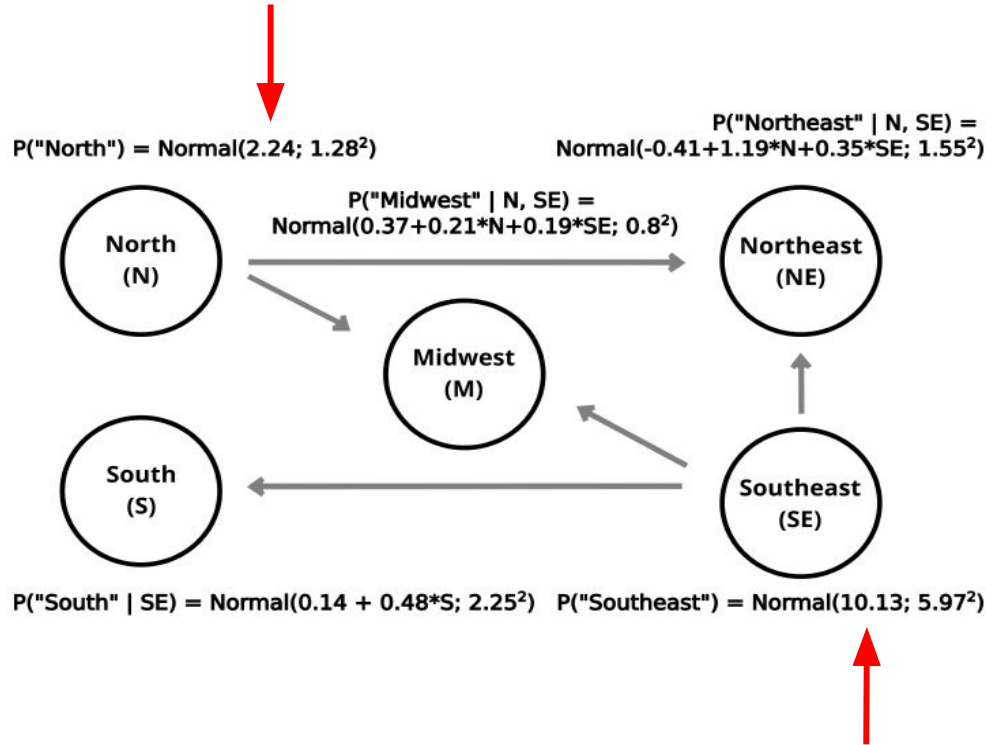 P("North") = Normal(2.24; 1.28²)
P("Northeast" | N, SE) =
Normal(-0.41+1.19*N+0.35*SE; 1.55²)
P("Midwest" | N, SE) =
Normal(0.37+0.21*N+0.19*SE; 0.8²)
North
(N)
Northeast
(NE)
Midwest
(M)
South
(S)
Southeast
(SE)
P("South" | SE) = Normal(0.14 + 0.48*S; 2.25²)
P("Southeast") = Normal(10.13; 5.97²)